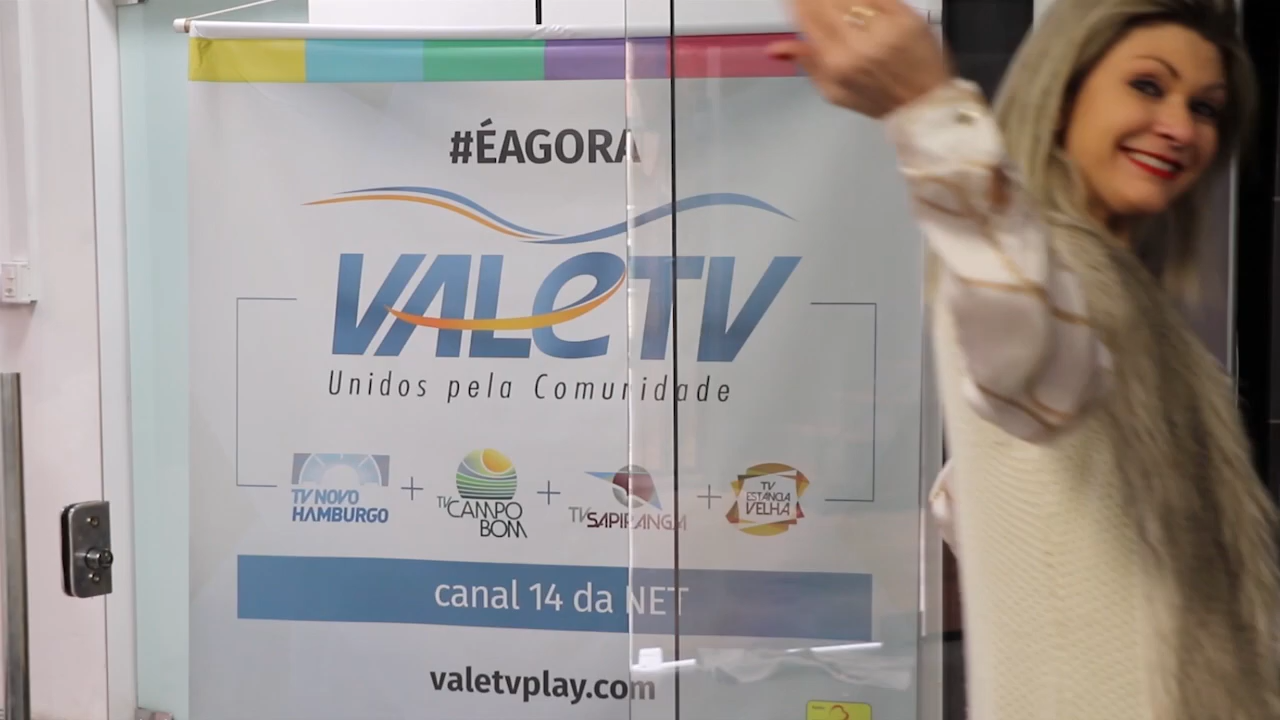 #ÉAGORA
VALeTV
Unidos pela Comunidade
TV NOVO HAMBURGO + TV CAMPO BOM + TV SAPIRANGA + TV ESTÂNCIA VELHA
canal 14 da NET
valetvplay.com